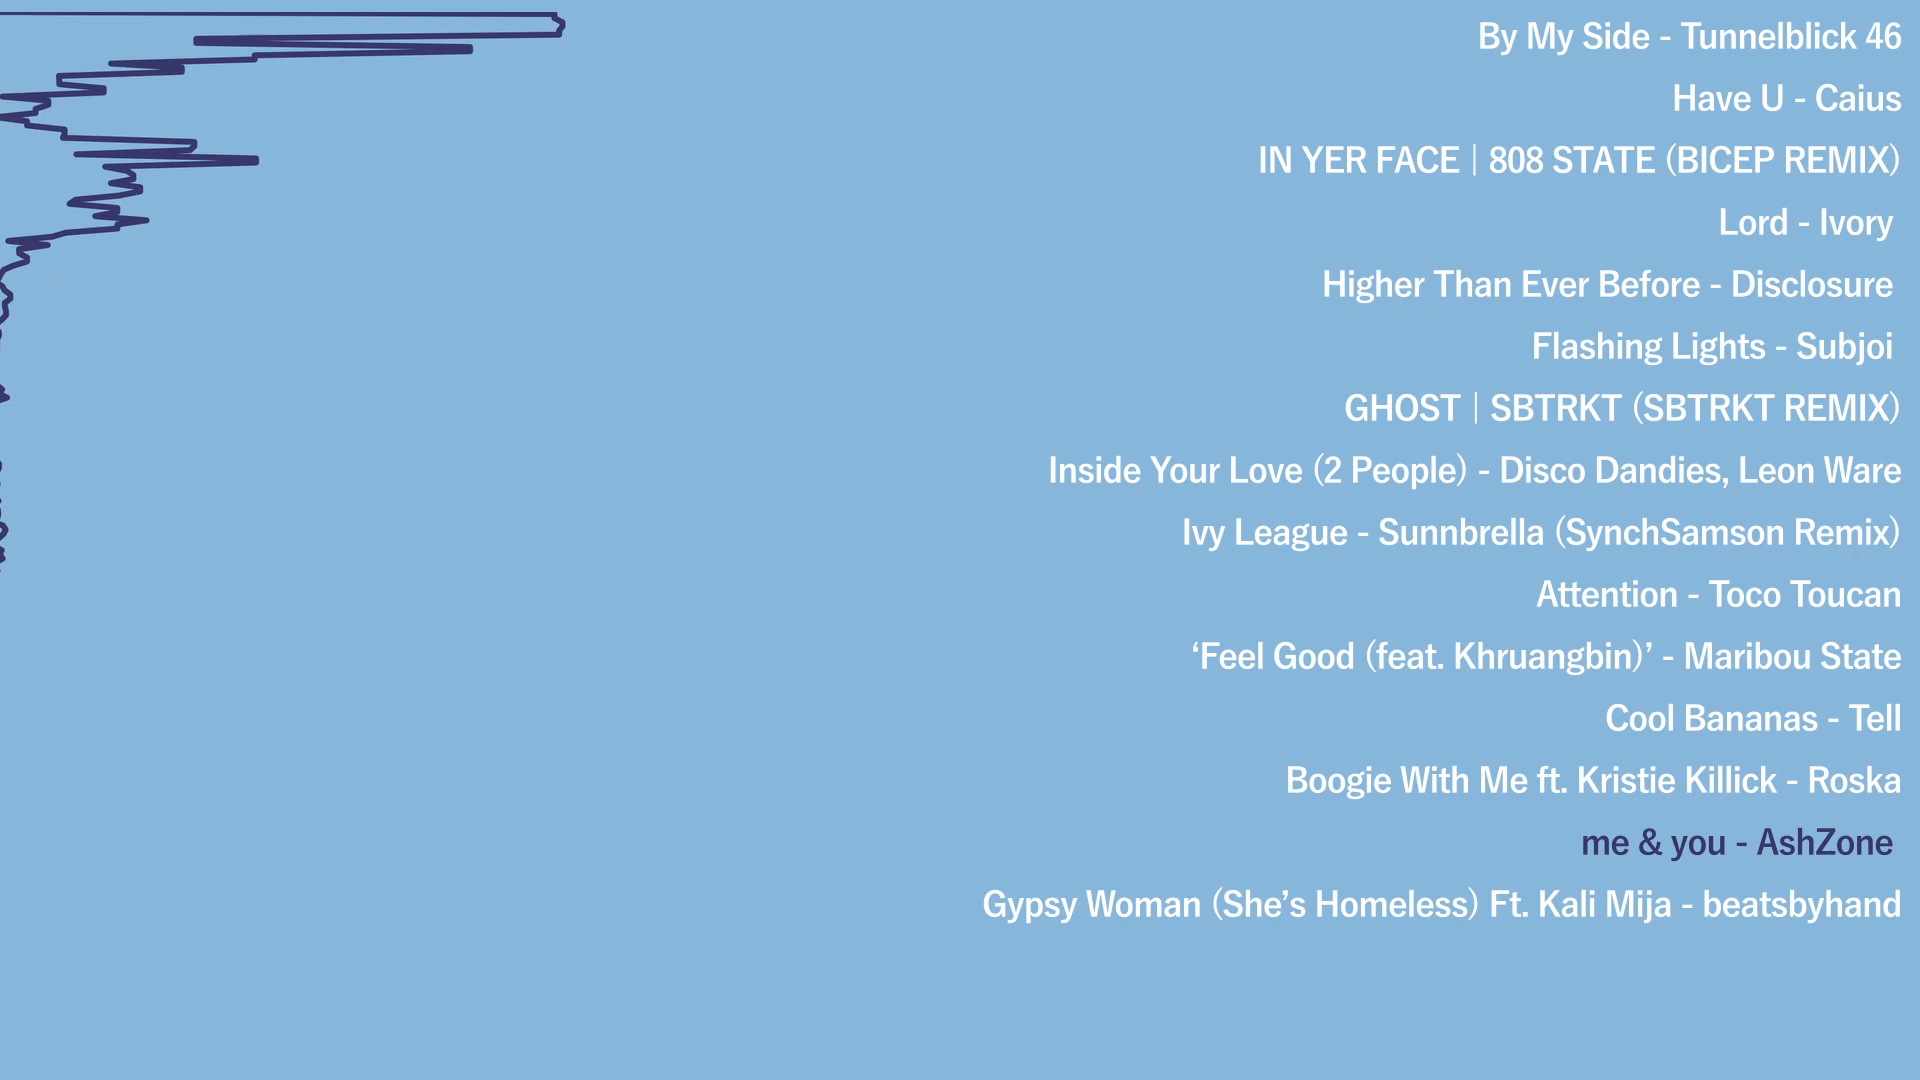 By My Side - Tunnelblick 46
Have U - Caius
IN YER FACE | 808 STATE (BICEP REMIX)
Lord - Ivory
Higher Than Ever Before - Disclosure
Flashing Lights - Subjoi
GHOST | SBTRKT (SBTRKT REMIX)
Inside Your Love (2 People) - Disco Dandies, Leon Ware
Ivy League - Sunnbrella (SynchSamson Remix)
Attention - Toco Toucan
‘Feel Good (feat. Khruangbin)’ - Maribou State
Cool Bananas - Tell
Boogie With Me ft. Kristie Killick - Roska
me & you - AshZone
Gypsy Woman (She’s Homeless) Ft. Kali Mija - beatsbyhand